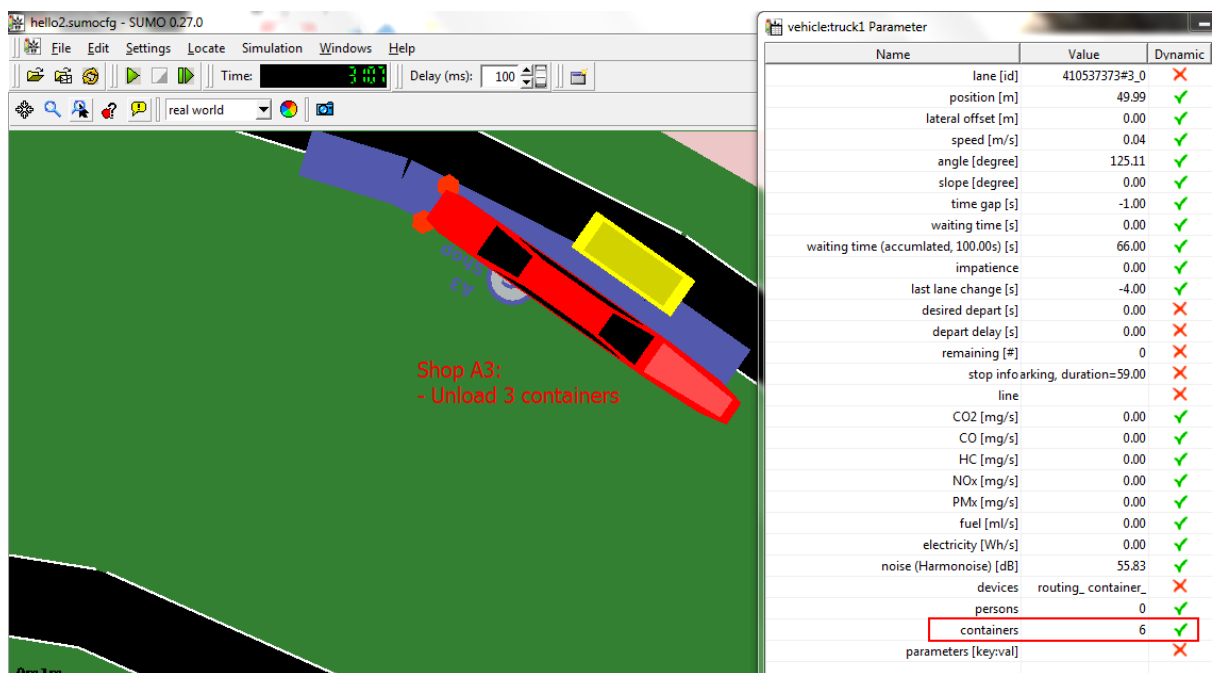 hello2.sumocfg - SUMO 0.27.0
File Edit Settings Locate Simulation Windows Help
Time: 307 Delay (ms): 100
real world
A3
shop
Shop A3:
- Unload 3 containers
vehicle:truck1 Parameter
Name Value Dynamic
lane [id] 410537373#3_0
position [m] 49.99
lateral offset [m] 0.00
speed [m/s] 0.04
angle [degree] 125.11
slope [degree] 0.00
time gap [s] -1.00
waiting time [s] 0.00
waiting time (accumlated, 100.00s) [s] 66.00
impatience 0.00
last lane change [s] -4.00
desired depart [s] 0.00
depart delay [s] 0.00
remaining [#] 0
stop info arking, duration=59.00
line
CO2 [mg/s] 0.00
CO [mg/s] 0.00
HC [mg/s] 0.00
NOx [mg/s] 0.00
PMx [mg/s] 0.00
fuel [ml/s] 0.00
electricity [Wh/s] 0.00
noise (Harmonoise) [dB] 55.83
devices routing_ container_
persons 0
containers 6
parameters [key:val]